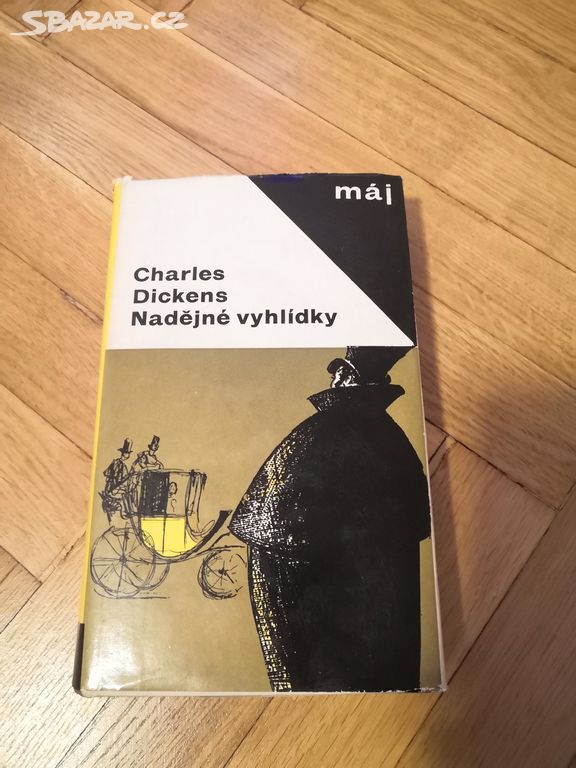 SBAZAR.CZ
máj
Charles
Dickens
Nadějné vyhlídky